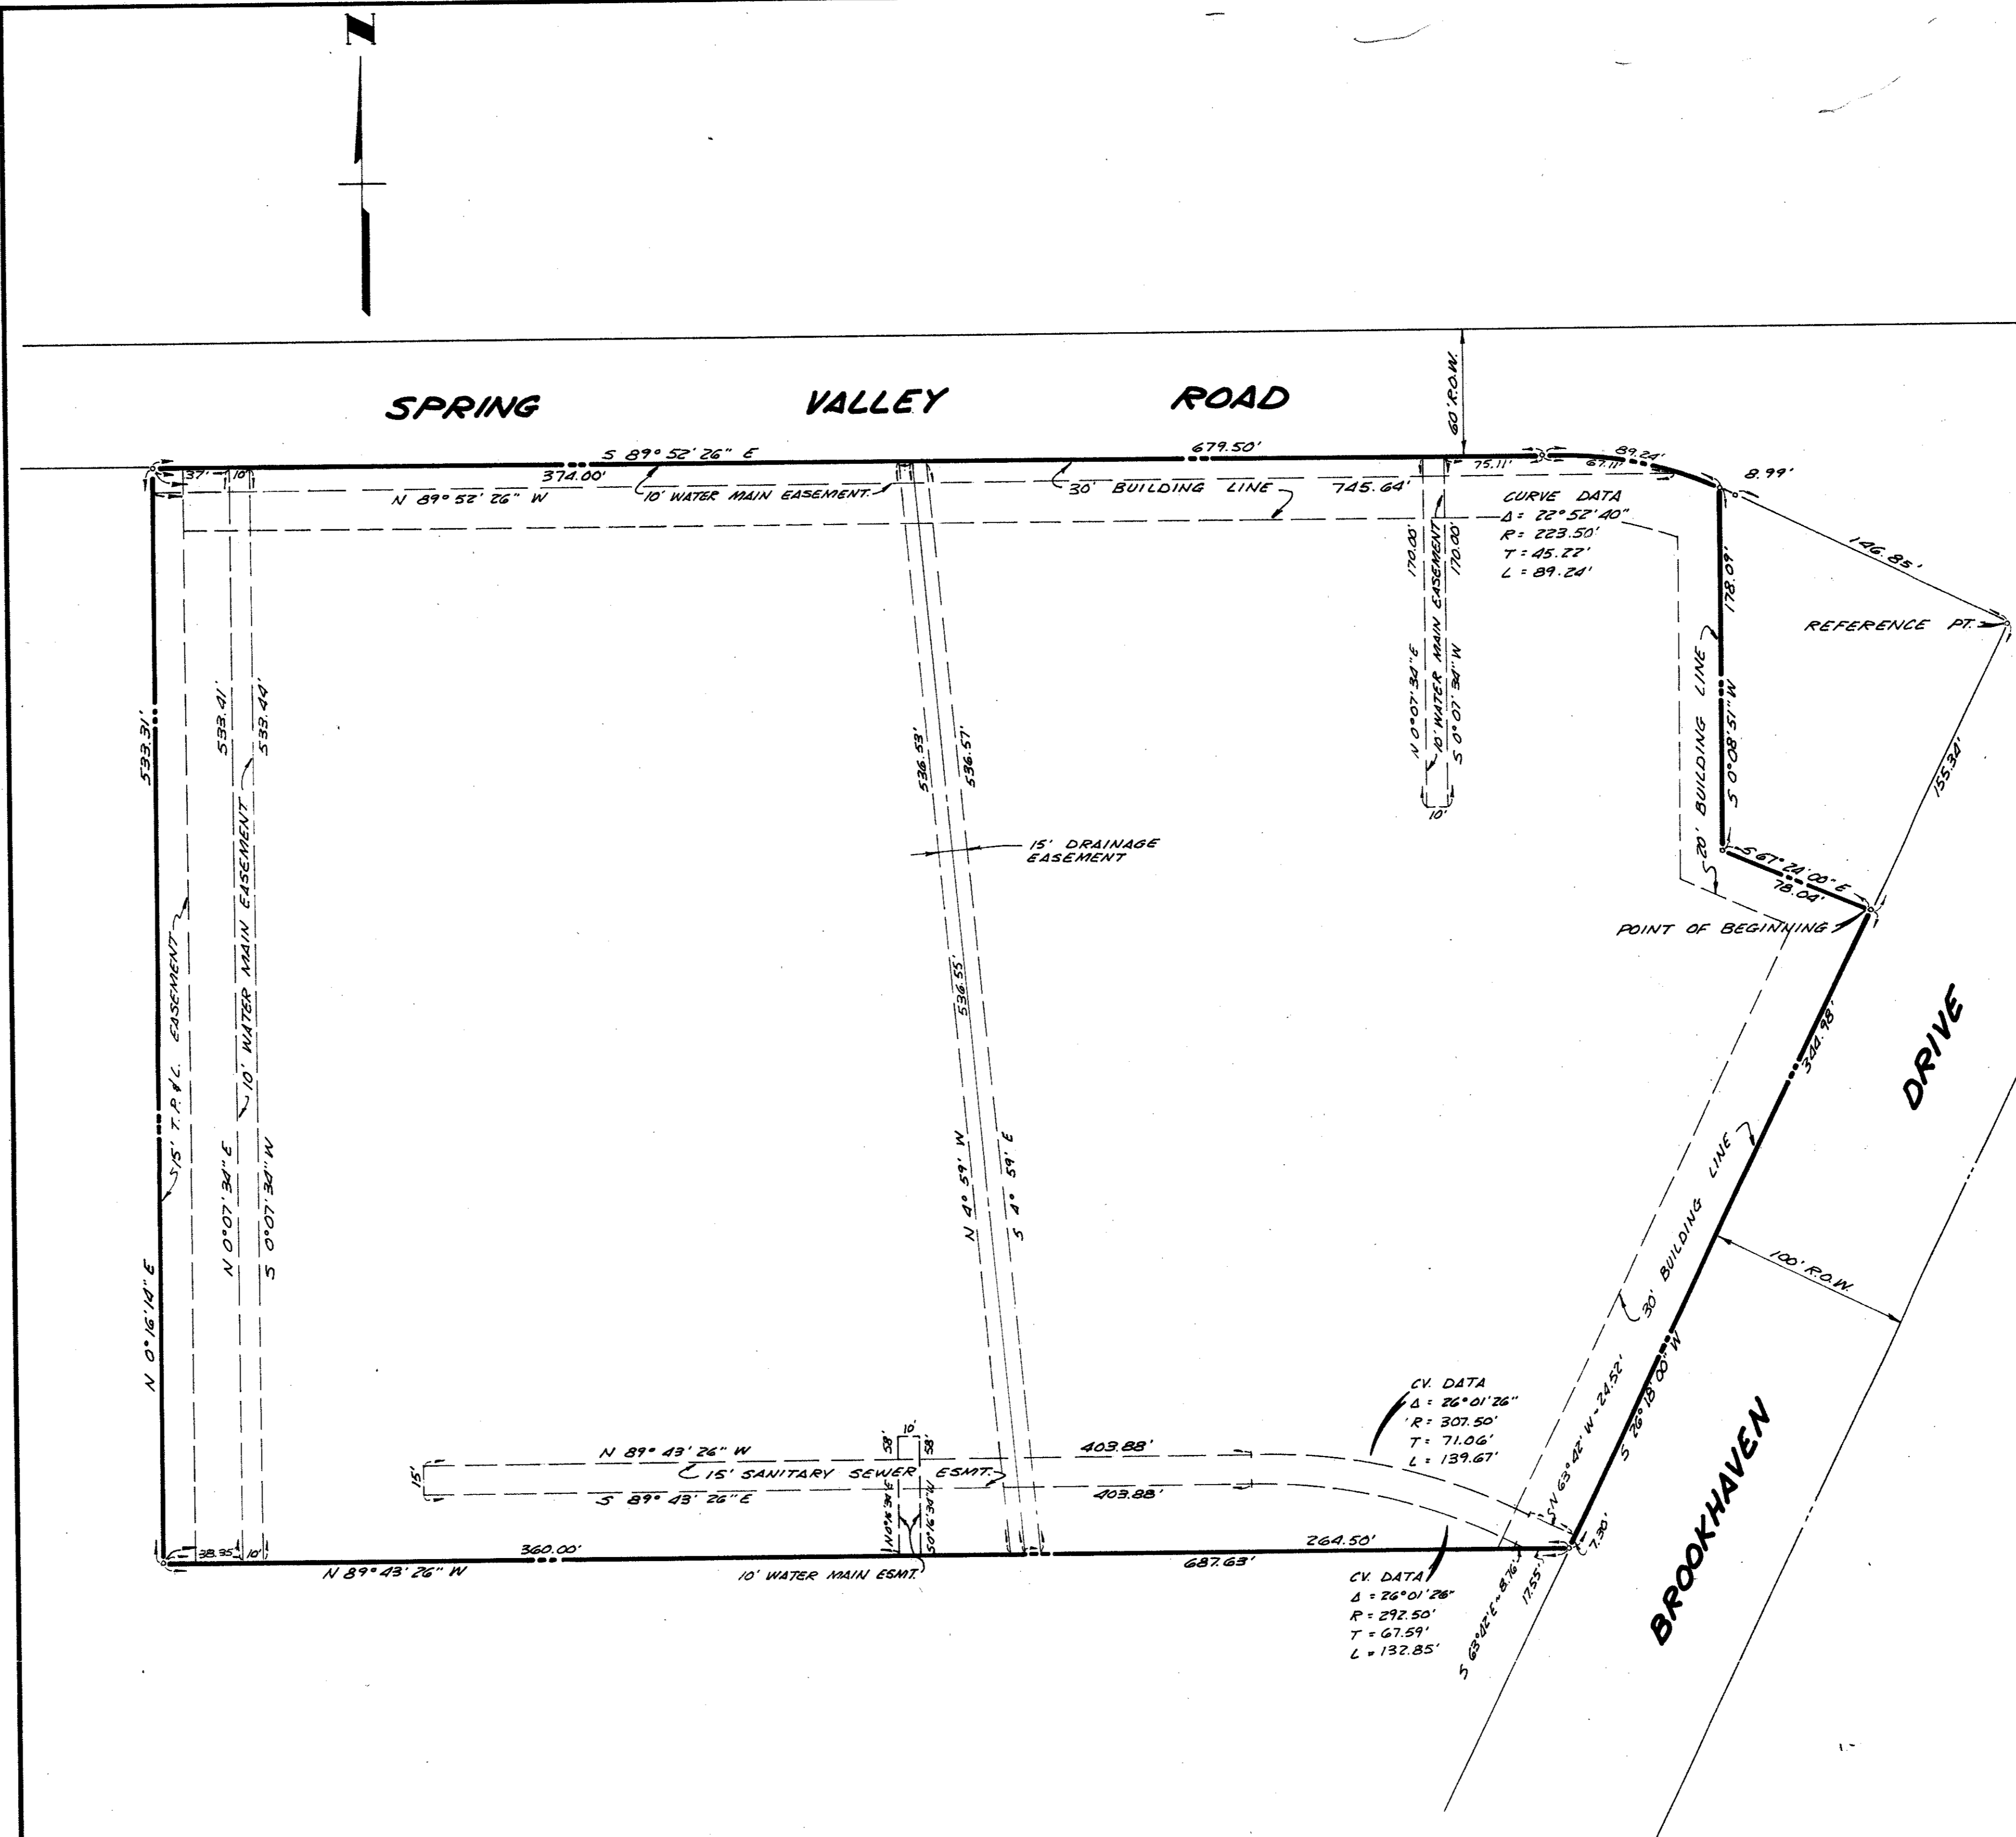 N
SPRING VALLEY ROAD
60' R.O.W.
S 89° 52' 26" E
679.50'
89.24'
37'
10'
374.00'
75.11'
67.11'
8.99'
N 89° 52' 26" W
10' WATER MAIN EASEMENT
30' BUILDING LINE
745.64'
CURVE DATA
Δ = 22° 52' 40"
R = 223.50'
T = 45.22'
L = 89.24'
146.85'
REFERENCE PT.
155.34'
170.00'
170.00'
N 0° 07' 34" E
10' WATER MAIN EASEMENT
S 0° 07' 34" W
10'
178.09'
S 0° 08' 51" W
20' BUILDING LINE
S 67° 24' 00" E
78.04'
POINT OF BEGINNING
533.31'
N 0° 16' 14" E
15' T.P. & L. EASEMENT
533.41'
533.44'
10' WATER MAIN EASEMENT
N 0° 07' 34" E
S 0° 07' 34" W
536.53'
536.57'
15' DRAINAGE
EASEMENT
536.55'
N 4° 59' W
S 4° 59' E
344.98'
DRIVE
30' BUILDING LINE
100' R.O.W.
S 26° 18' 00" W
BROOKHAVEN
CV. DATA
Δ = 26° 01' 26"
R = 307.50'
T = 71.06'
L = 139.67'
N 63° 42' W - 24.52'
N 89° 43' 26" W
403.88'
15'
15' SANITARY SEWER ESMT.
S 89° 43' 26" E
403.88'
10'
58'
58'
N 0° 16' 34" E
S 0° 16' 34" W
38.35'
10'
360.00'
264.50'
7.30'
N 89° 43' 26" W
10' WATER MAIN ESMT.
687.63'
17.55'
S 63° 42' E ~ 8.76'
CV. DATA
Δ = 26° 01' 26"
R = 292.50'
T = 67.59'
L = 132.85'